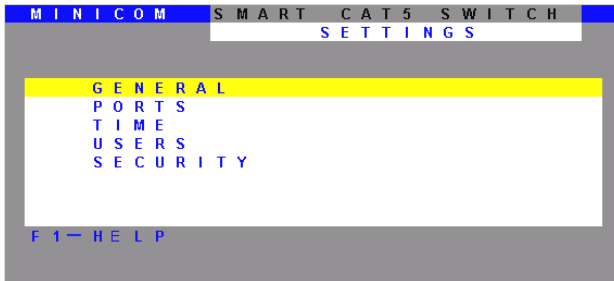 MINICOM SMART CAT5 SWITCH
SETTINGS
GENERAL
PORTS
TIME
USERS
SECURITY
F1—HELP